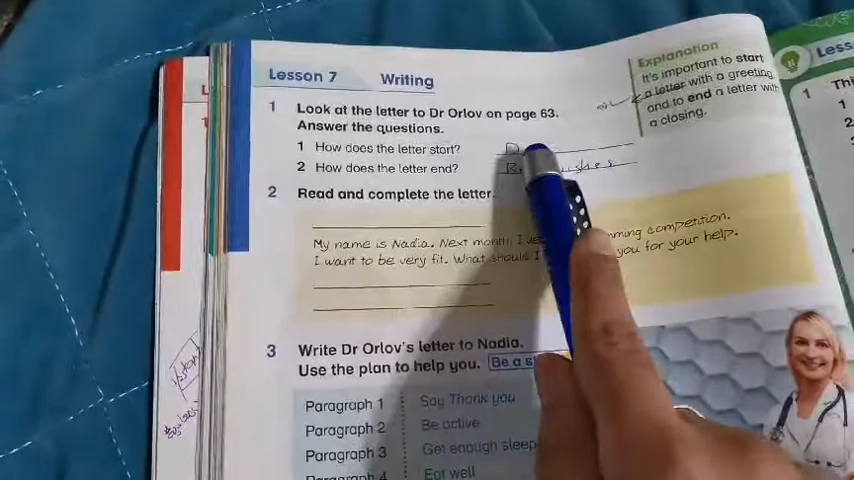 Lesson 7 Writing
Explanation
It's important to start
a letter with a greeting
and to end a letter with
a closing.
1 Look at the letter to Dr Orlov on page 63.
Answer the questions.
1 How does the letter start?
2 How does the letter end?
2 Read and complete the letter.
My name is Nadia. Next month, I competition.
I want to be very fit. What should I for your help.
3 Write Dr Orlov's letter to Nadia.
Use the plan to help you.
Paragraph 1 Say Thank you
Paragraph 2 Be active
Paragraph 3 Get enough sleep
Paragraph 4 Eat well